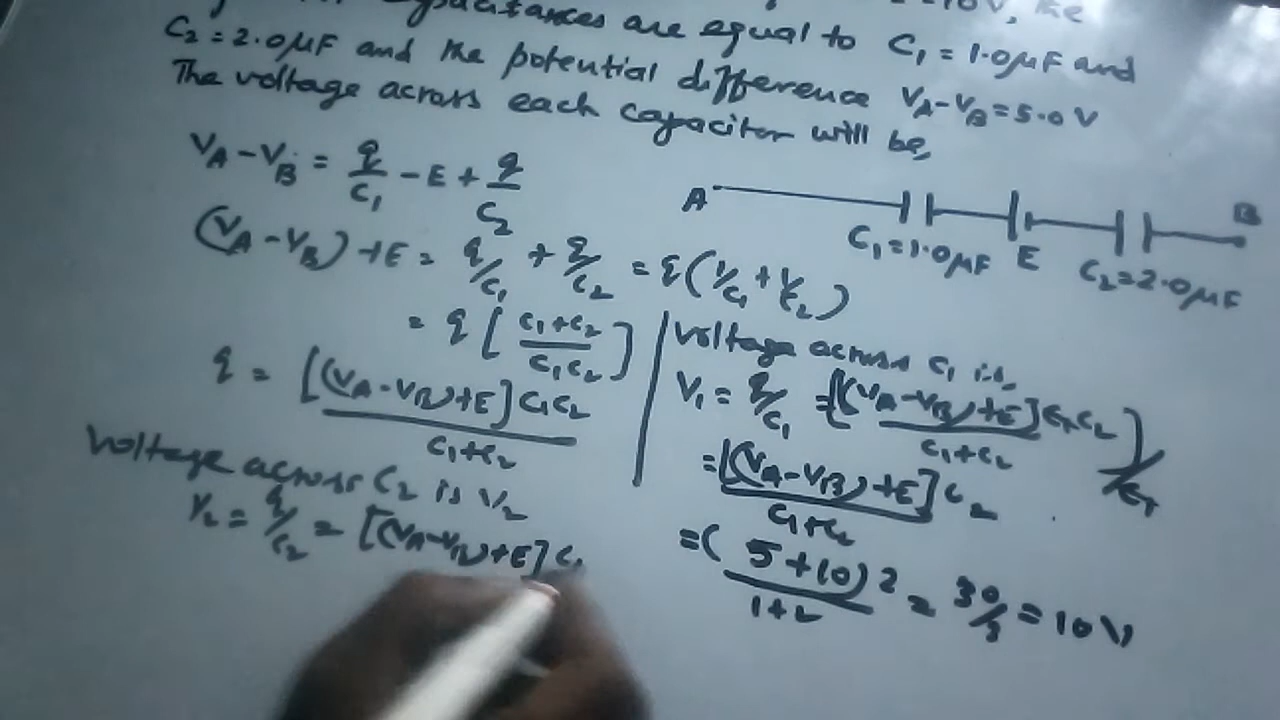 capacitances are equal to C₁ = 1.0μF and
C₂ = 2.0μF and the potential difference V_A - V_B = 5.0 V
The voltage across each capacitor will be,
V_A - V_B = q/C₁ - E + q/C₂
A B
C₁ = 1.0μF E C₂ = 2.0μF
(V_A - V_B) + E = q/C₁ + q/C₂ = q(1/C₁ + 1/C₂)
= q[(C₁+C₂)/(C₁C₂)]
q = [(V_A - V_B) + E] C₁C₂ / (C₁+C₂)
Voltage across C₂ is V₂
V₂ = q/C₂ = [(V_A - V_B) + E] C₁
Voltage across C₁ is,
V₁ = q/C₁ = ([(V_A - V_B) + E] C₁C₂ / (C₁+C₂)) / C₁
= [(V_A - V_B) + E] C₂ / (C₁+C₂)
= (5+10) 2 / (1+2) = 30/3 = 10 V